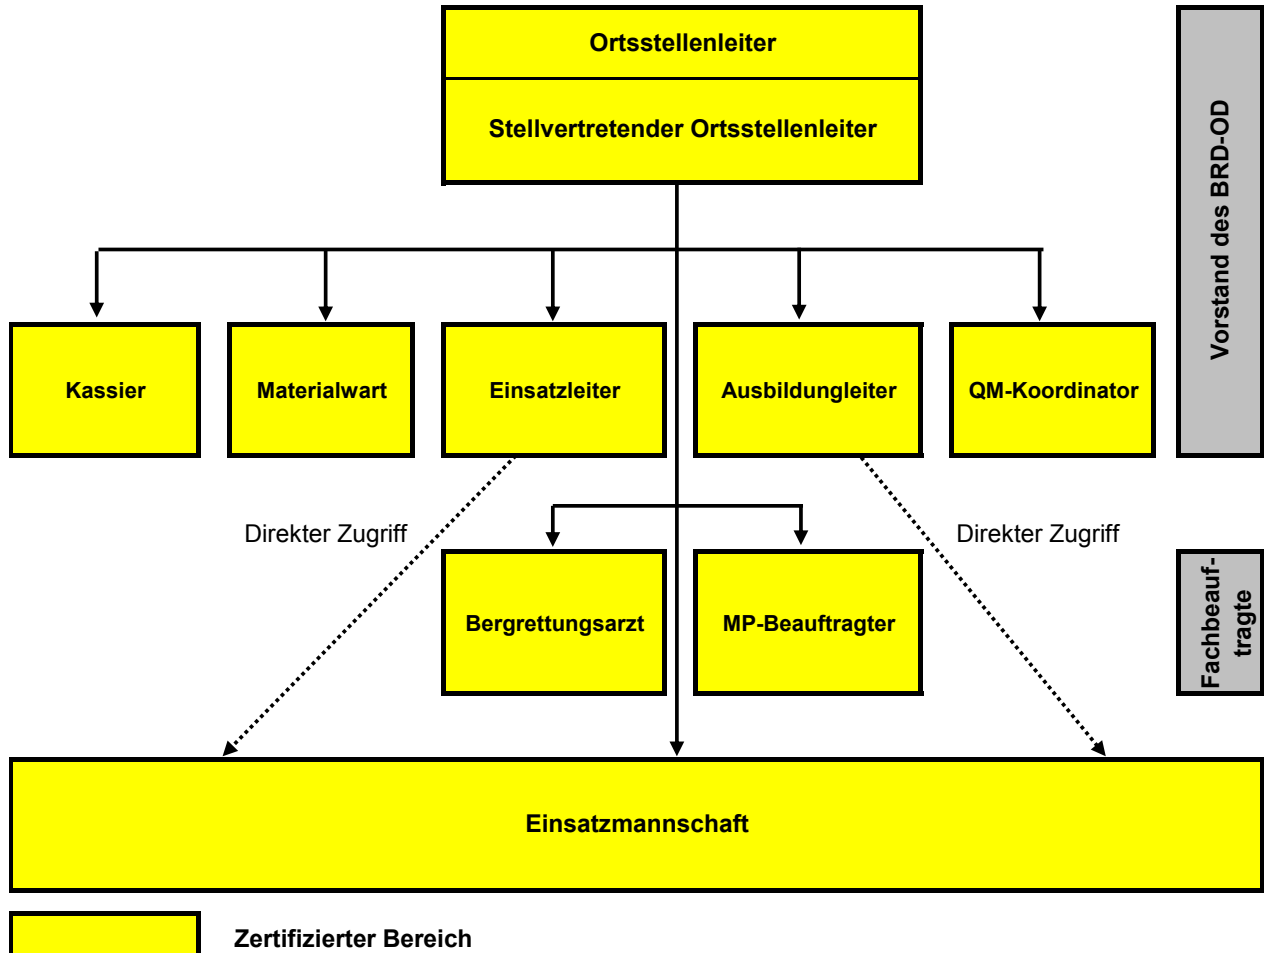 Ortsstellenleiter
Stellvertretender Ortsstellenleiter
Vorstand des BRD-OD
Kassier
Materialwart
Einsatzleiter
Ausbildungleiter
QM-Koordinator
Direkter Zugriff
Direkter Zugriff
Bergrettungsarzt
MP-Beauftragter
Fachbeauf-
tragte
Einsatzmannschaft
Zertifizierter Bereich